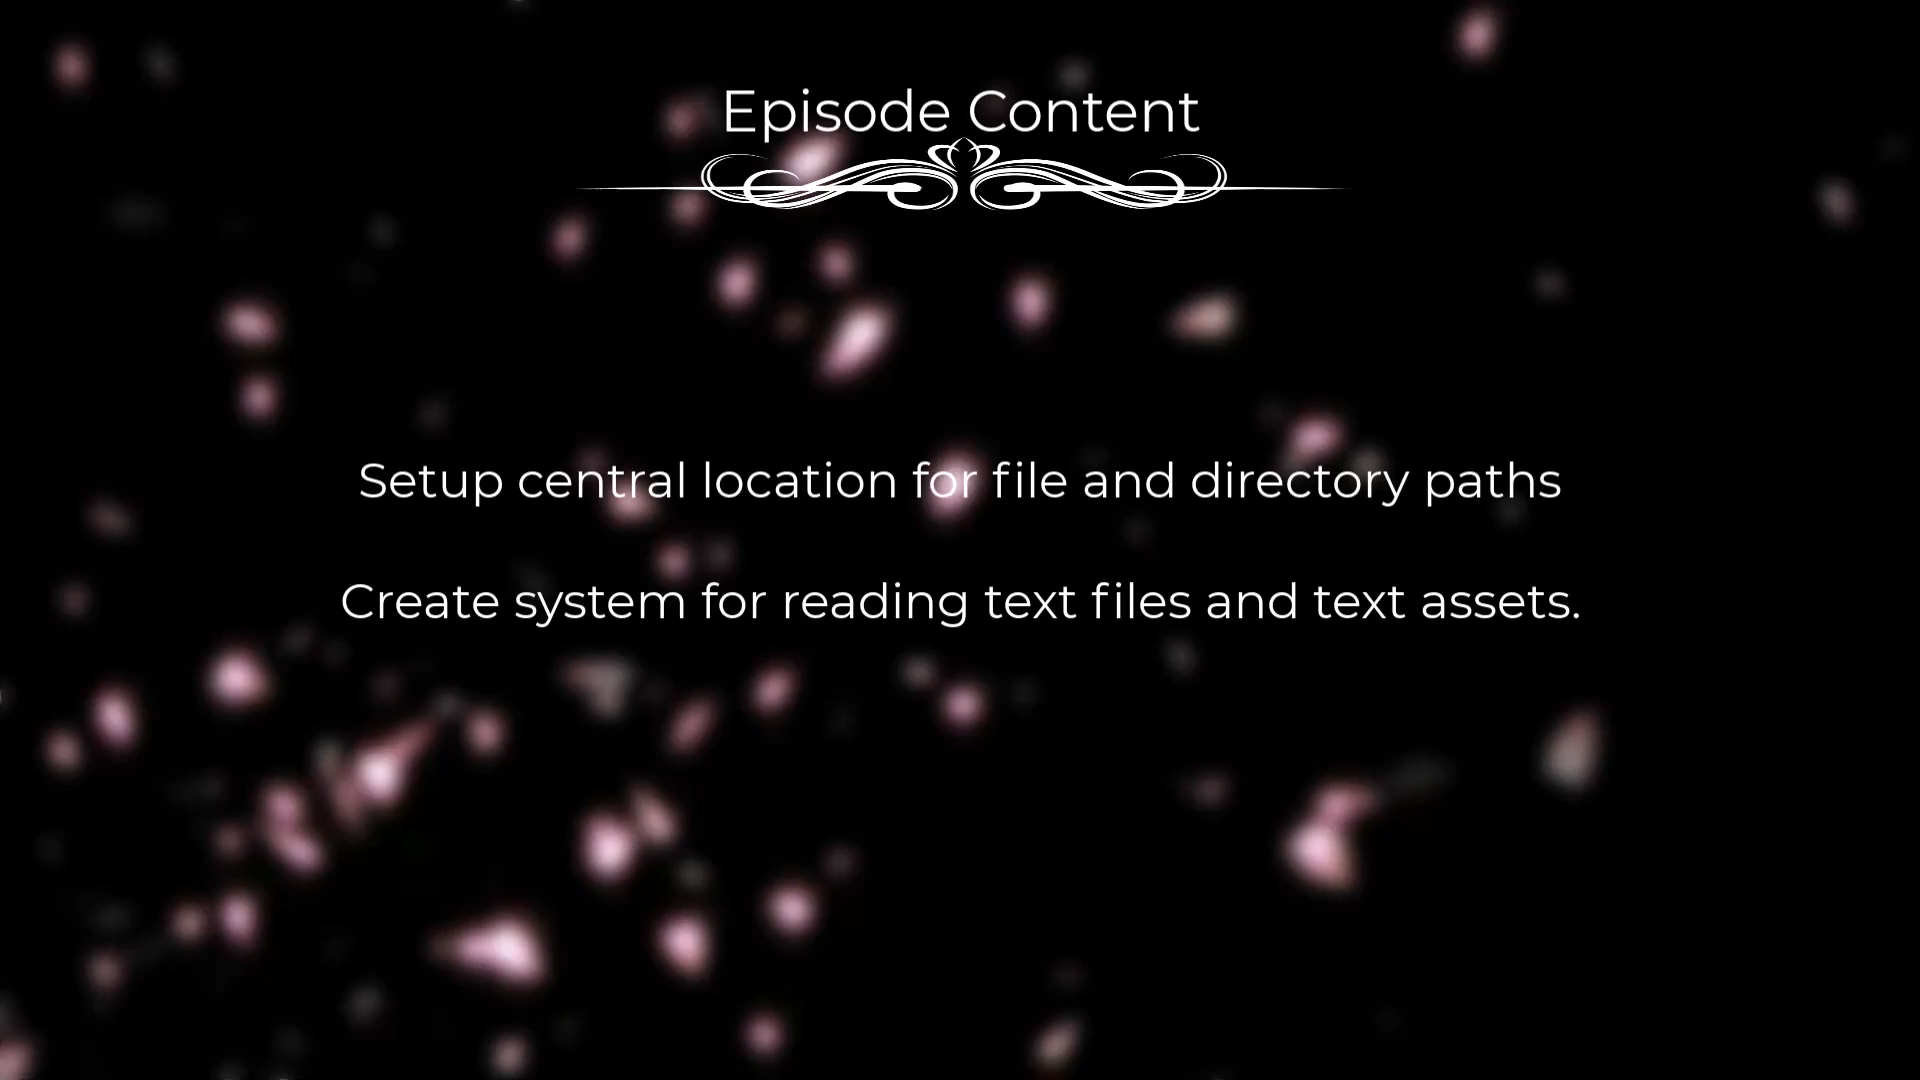 Episode Content
Setup central location for file and directory paths
Create system for reading text files and text assets.